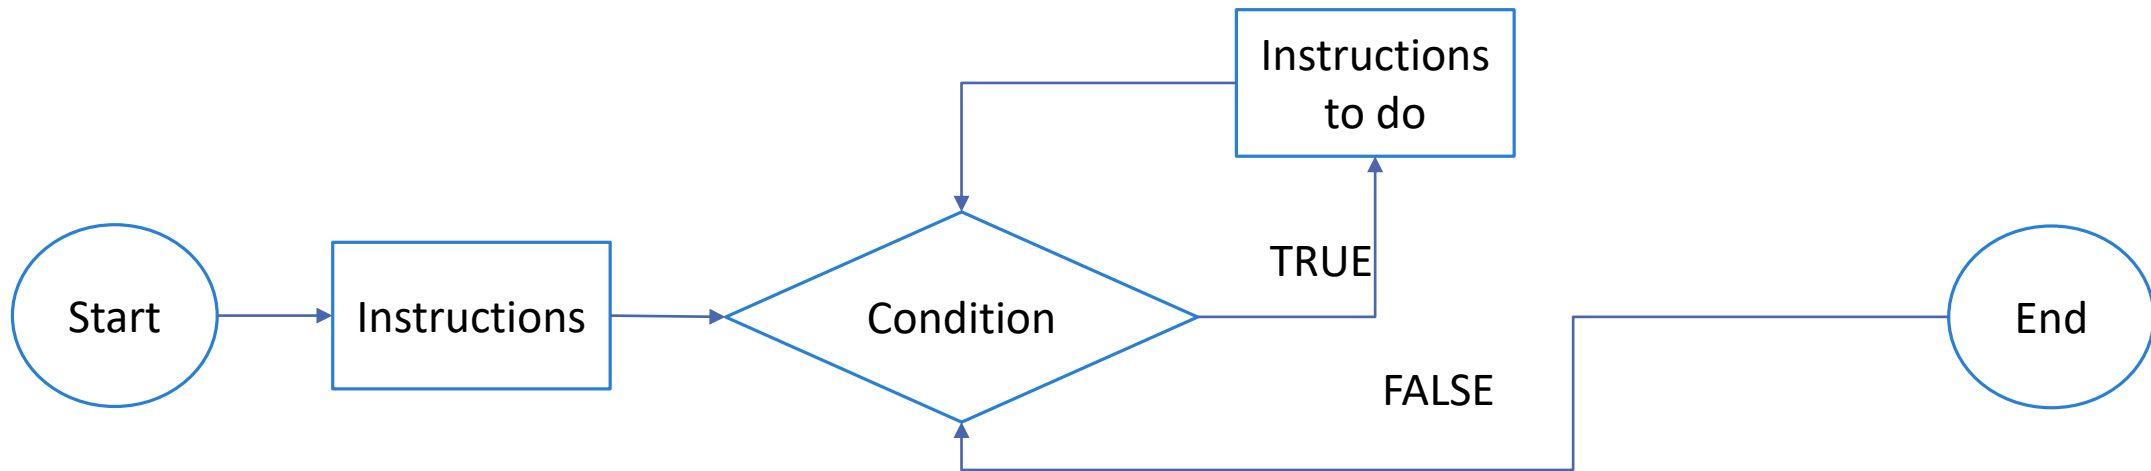 Start
Instructions
Condition
TRUE
Instructions
to do
FALSE
End